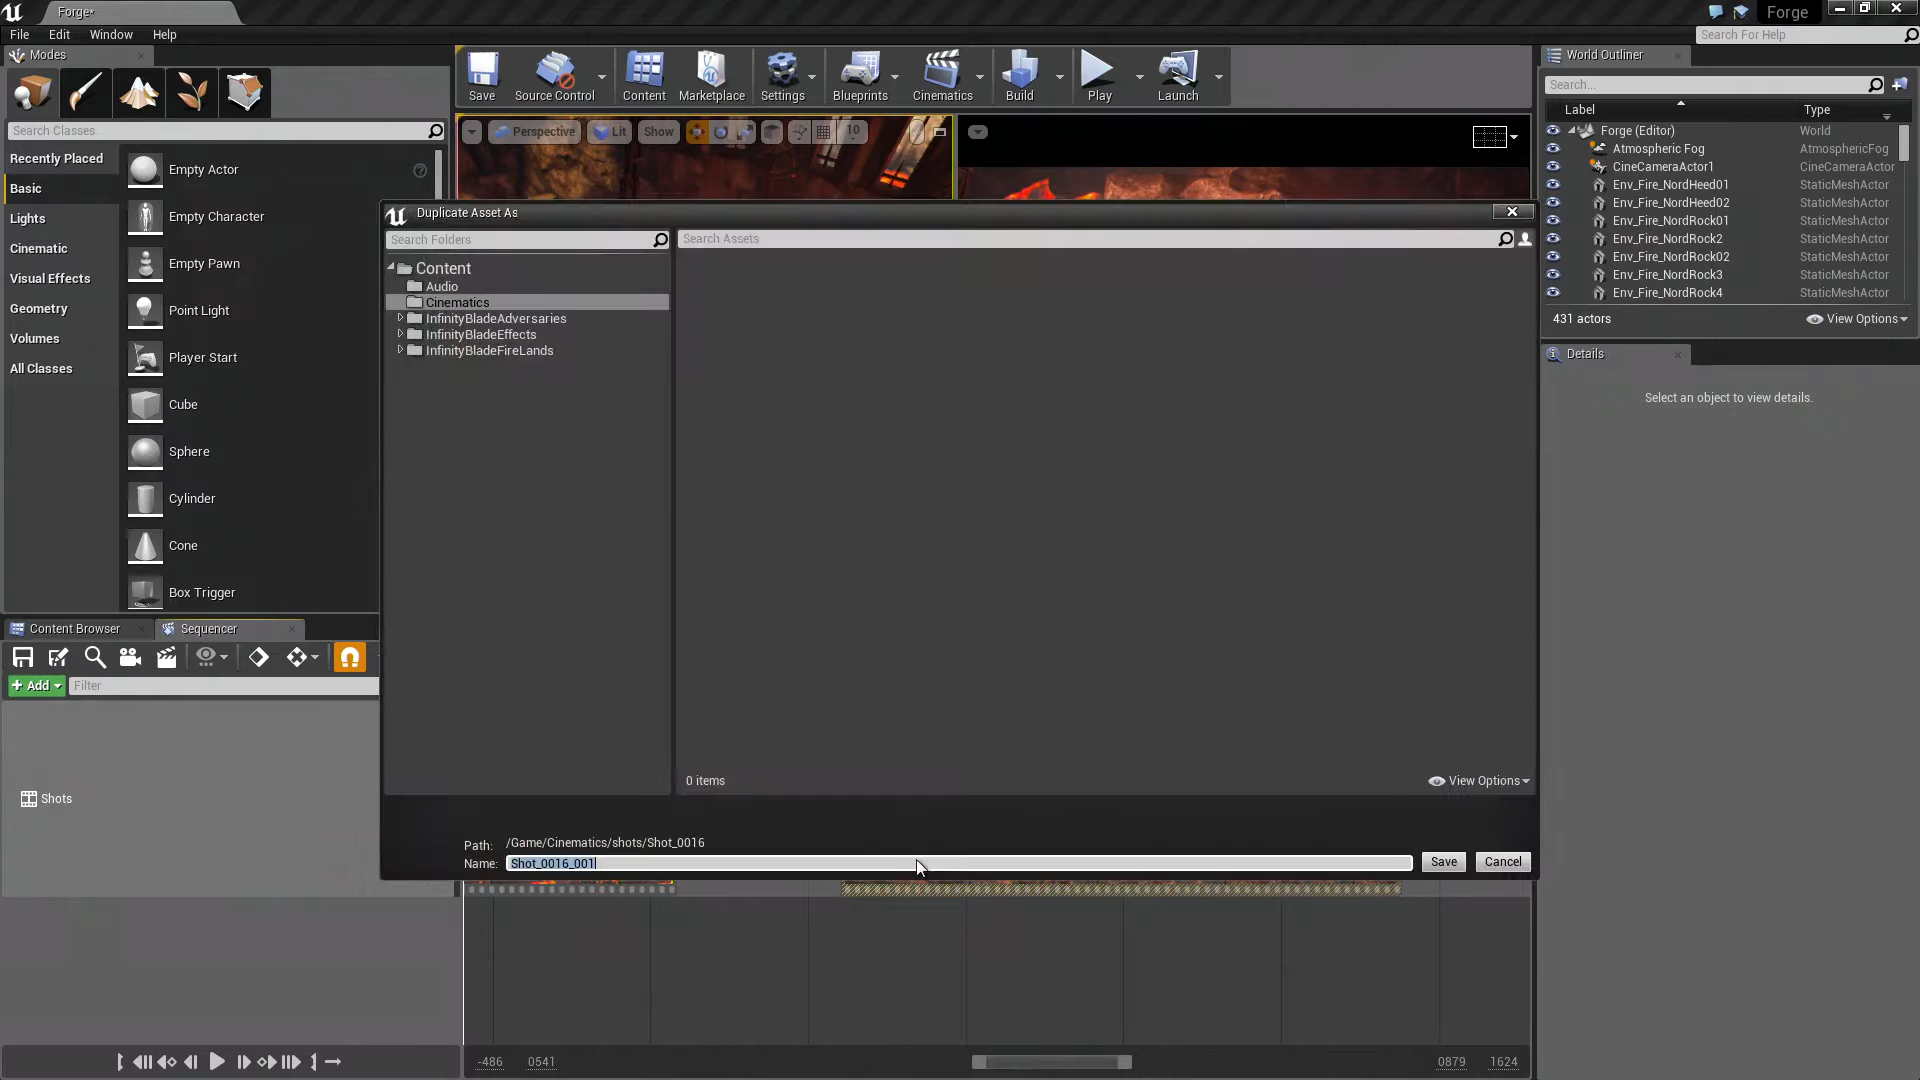 Forge*
Forge
File Edit Window Help
Search For Help
Modes
Search Classes
Recently Placed
Basic
Lights
Cinematic
Visual Effects
Geometry
Volumes
All Classes
Empty Actor
Empty Character
Empty Pawn
Point Light
Player Start
Cube
Sphere
Cylinder
Cone
Box Trigger
Save
Source Control
Content
Marketplace
Settings
Blueprints
Cinematics
Build
Play
Launch
Perspective Lit Show 10
World Outliner
Search...
Label Type
Forge (Editor) World
Atmospheric Fog AtmosphericFog
CineCameraActor1 CineCameraActor
Env_Fire_NordHeed01 StaticMeshActor
Env_Fire_NordHeed02 StaticMeshActor
Env_Fire_NordRock01 StaticMeshActor
Env_Fire_NordRock2 StaticMeshActor
Env_Fire_NordRock02 StaticMeshActor
Env_Fire_NordRock3 StaticMeshActor
Env_Fire_NordRock4 StaticMeshActor
431 actors View Options
Details
Select an object to view details.
Duplicate Asset As
Search Folders
Search Assets
Content
Audio
Cinematics
InfinityBladeAdversaries
InfinityBladeEffects
InfinityBladeFireLands
0 items View Options
Path: /Game/Cinematics/shots/Shot_0016
Name: Shot_0016_001
Save Cancel
Content Browser
Sequencer
+ Add Filter
Shots
-486 0541 0879 1624